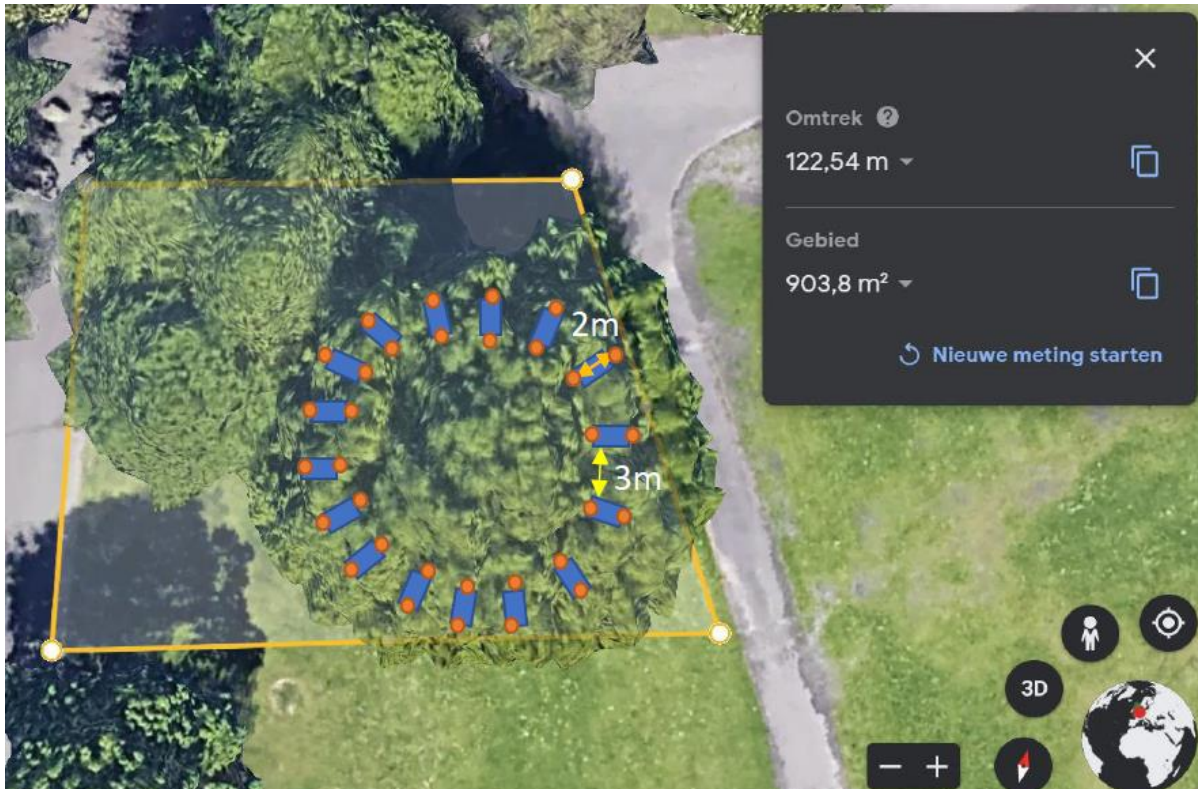 Omtrek ?
122,54 m
Gebied
903,8 m²
Nieuwe meting starten
2m
3m
3D